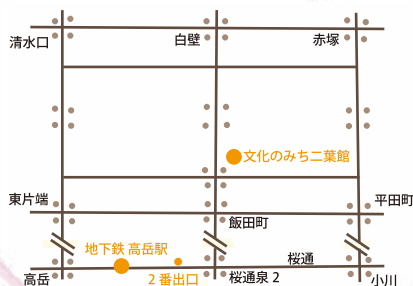 清水口
白壁
赤塚
文化のみち二葉館
東片端
平田町
飯田町
地下鉄 高岳駅
桜通
高岳
2番出口
桜通泉2
小川